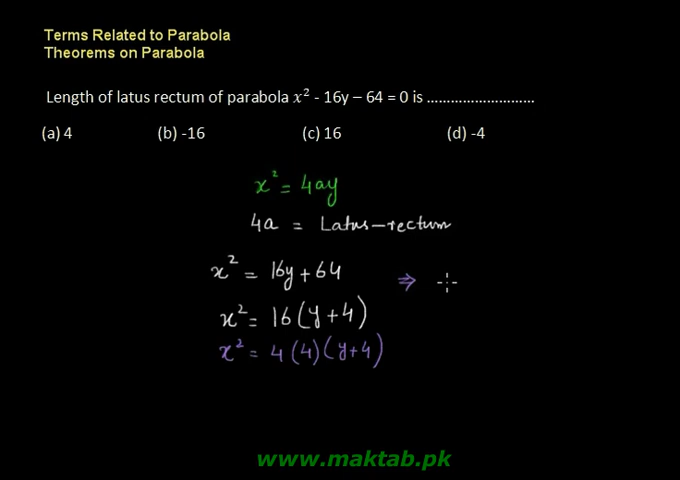 Terms Related to Parabola
Theorems on Parabola
Length of latus rectum of parabola x² - 16y – 64 = 0 is ...........................
(a) 4 (b) -16 (c) 16 (d) -4
x² = 4ay
4a = Latus-rectum
x² = 16y + 64 ⇒
x² = 16 (y+4)
x² = 4 (4) (y+4)
www.maktab.pk